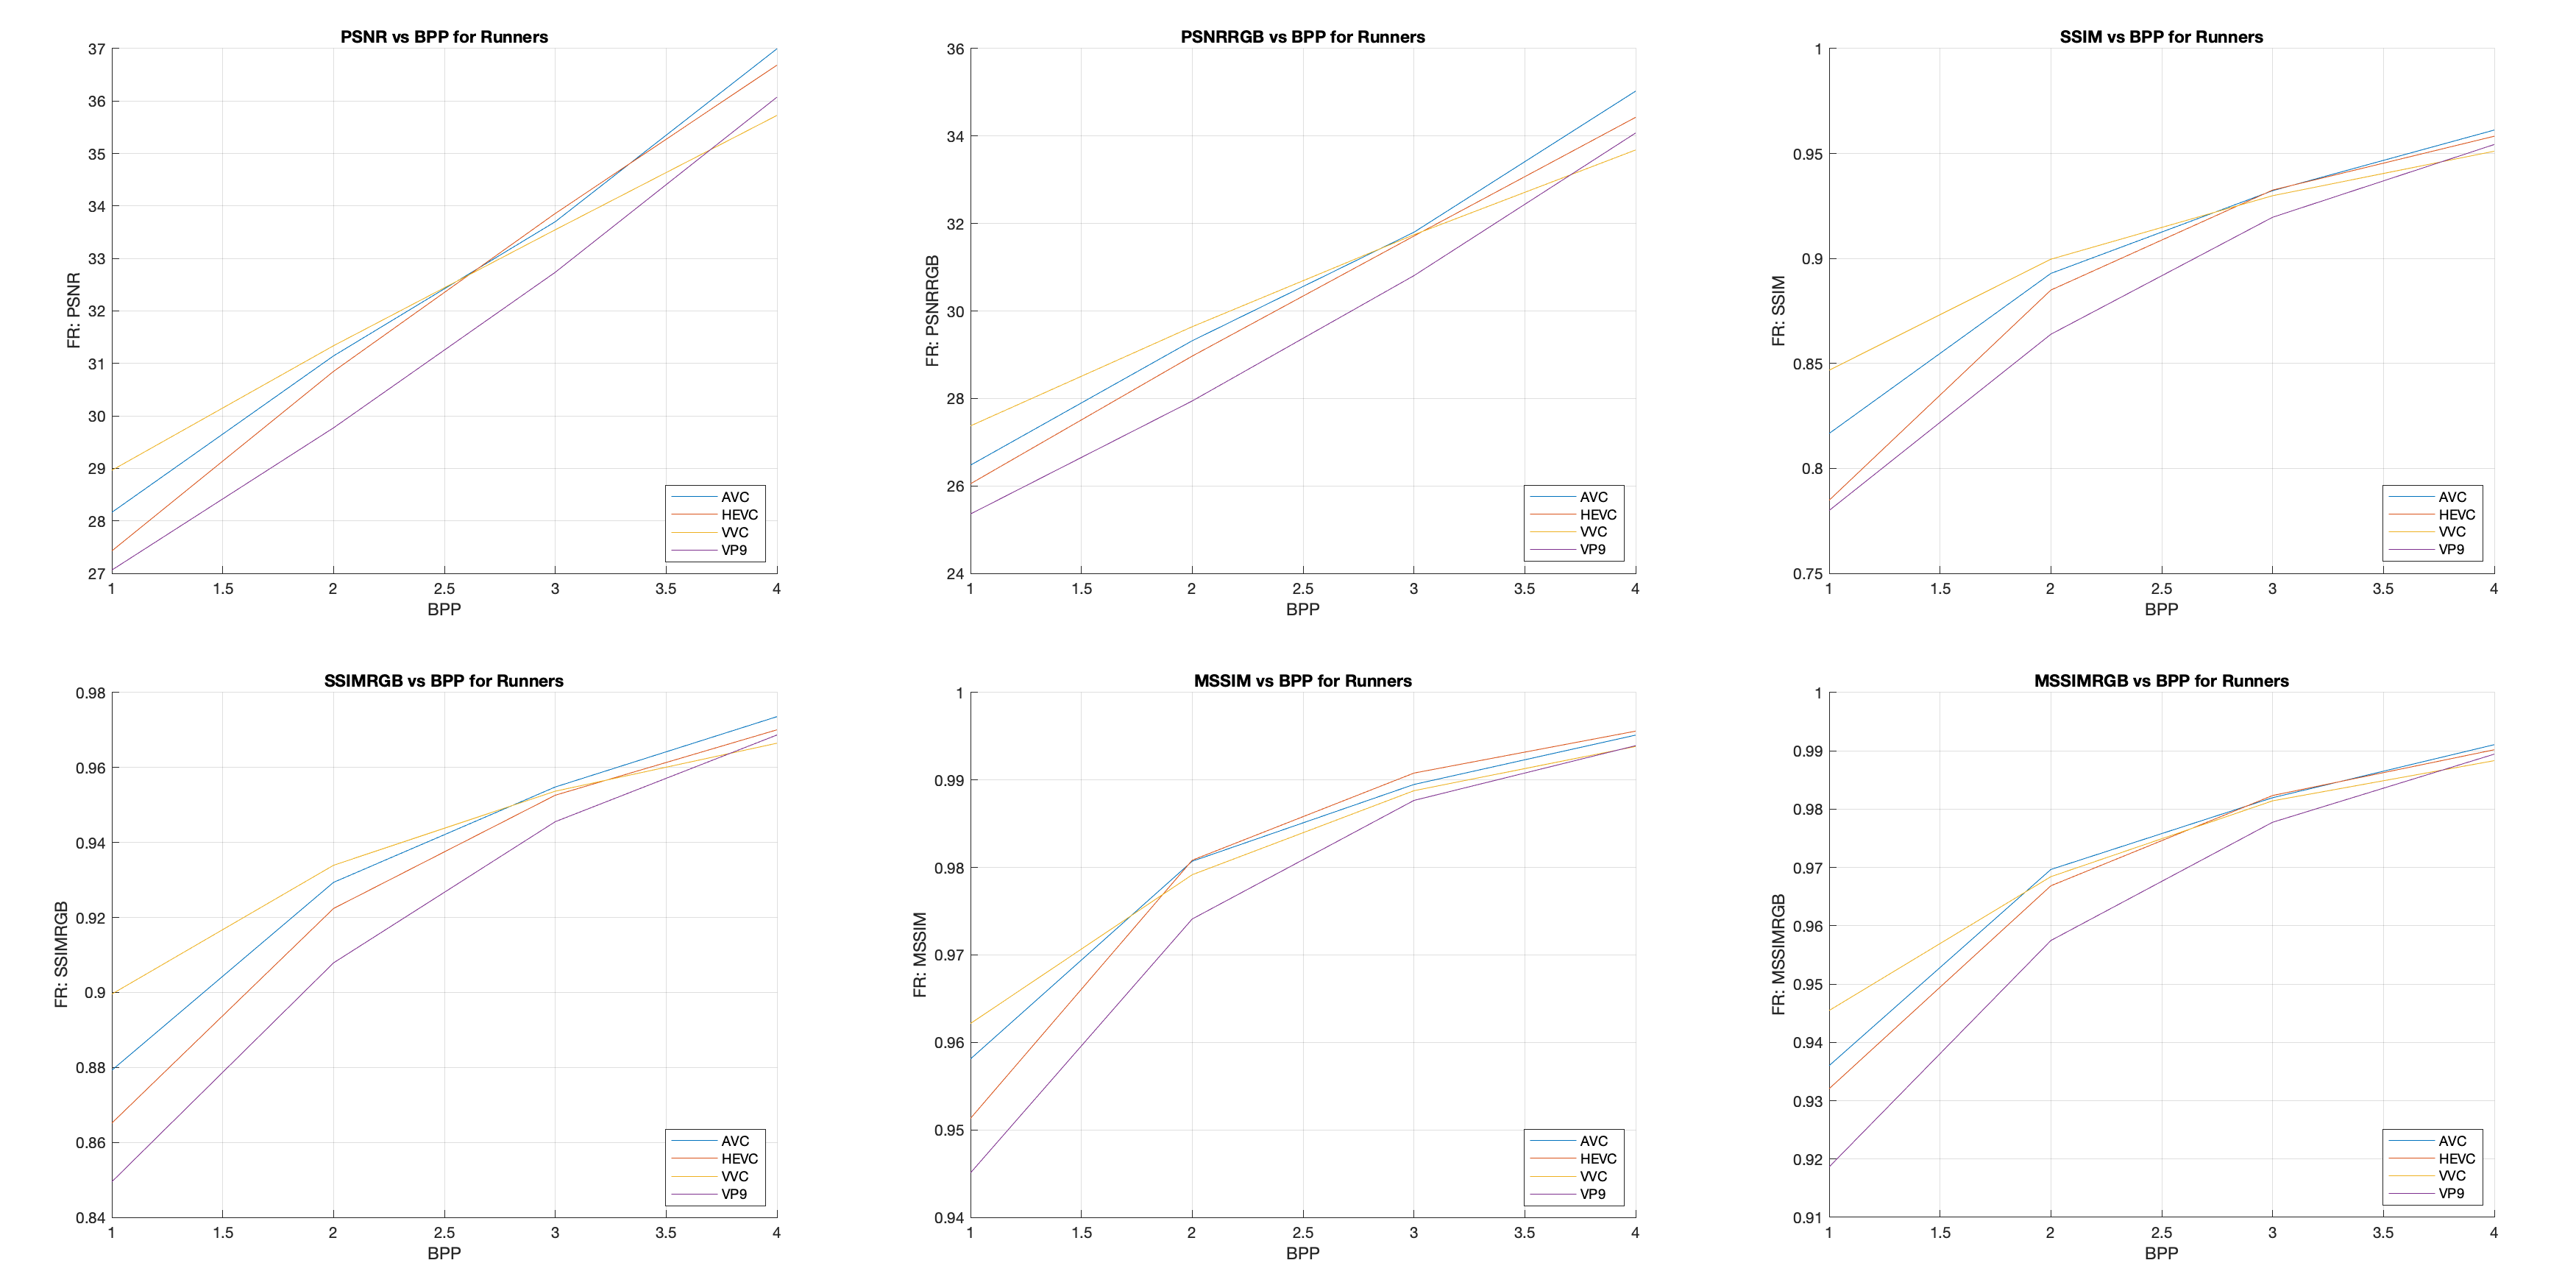 PSNR vs BPP for Runners
37
36
35
34
33
32
31
30
29
28
27
FR: PSNR
1 1.5 2 2.5 3 3.5 4
BPP
AVC
HEVC
VVC
VP9
PSNRRGB vs BPP for Runners
36
34
32
30
28
26
24
FR: PSNRRGB
1 1.5 2 2.5 3 3.5 4
BPP
AVC
HEVC
VVC
VP9
SSIM vs BPP for Runners
1
0.95
0.9
0.85
0.8
0.75
FR: SSIM
1 1.5 2 2.5 3 3.5 4
BPP
AVC
HEVC
VVC
VP9
SSIMRGB vs BPP for Runners
0.98
0.96
0.94
0.92
0.9
0.88
0.86
0.84
FR: SSIMRGB
1 1.5 2 2.5 3 3.5 4
BPP
AVC
HEVC
VVC
VP9
MSSIM vs BPP for Runners
1
0.99
0.98
0.97
0.96
0.95
0.94
FR: MSSIM
1 1.5 2 2.5 3 3.5 4
BPP
AVC
HEVC
VVC
VP9
MSSIMRGB vs BPP for Runners
1
0.99
0.98
0.97
0.96
0.95
0.94
0.93
0.92
0.91
FR: MSSIMRGB
1 1.5 2 2.5 3 3.5 4
BPP
AVC
HEVC
VVC
VP9